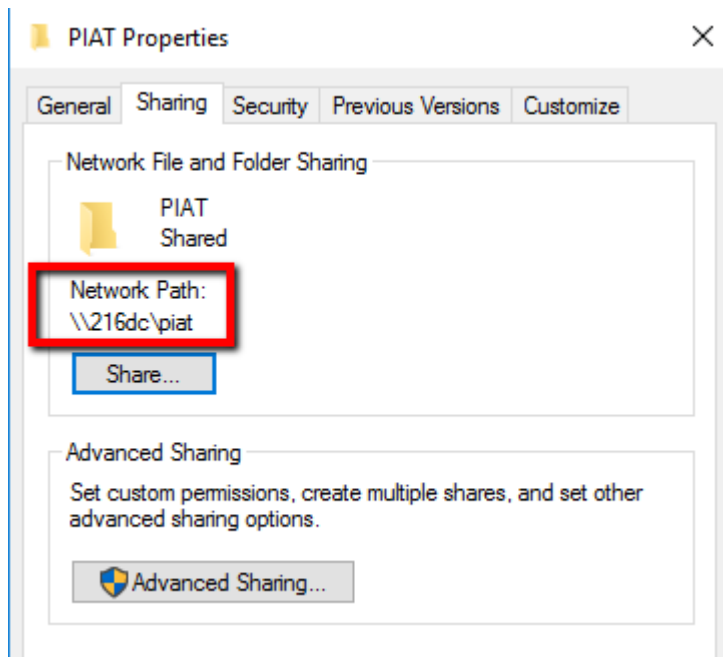 PIAT Properties
General Sharing Security Previous Versions Customize
Network File and Folder Sharing
PIAT
Shared
Network Path:
\\216dc\piat
Share...
Advanced Sharing
Set custom permissions, create multiple shares, and set other
advanced sharing options.
Advanced Sharing...